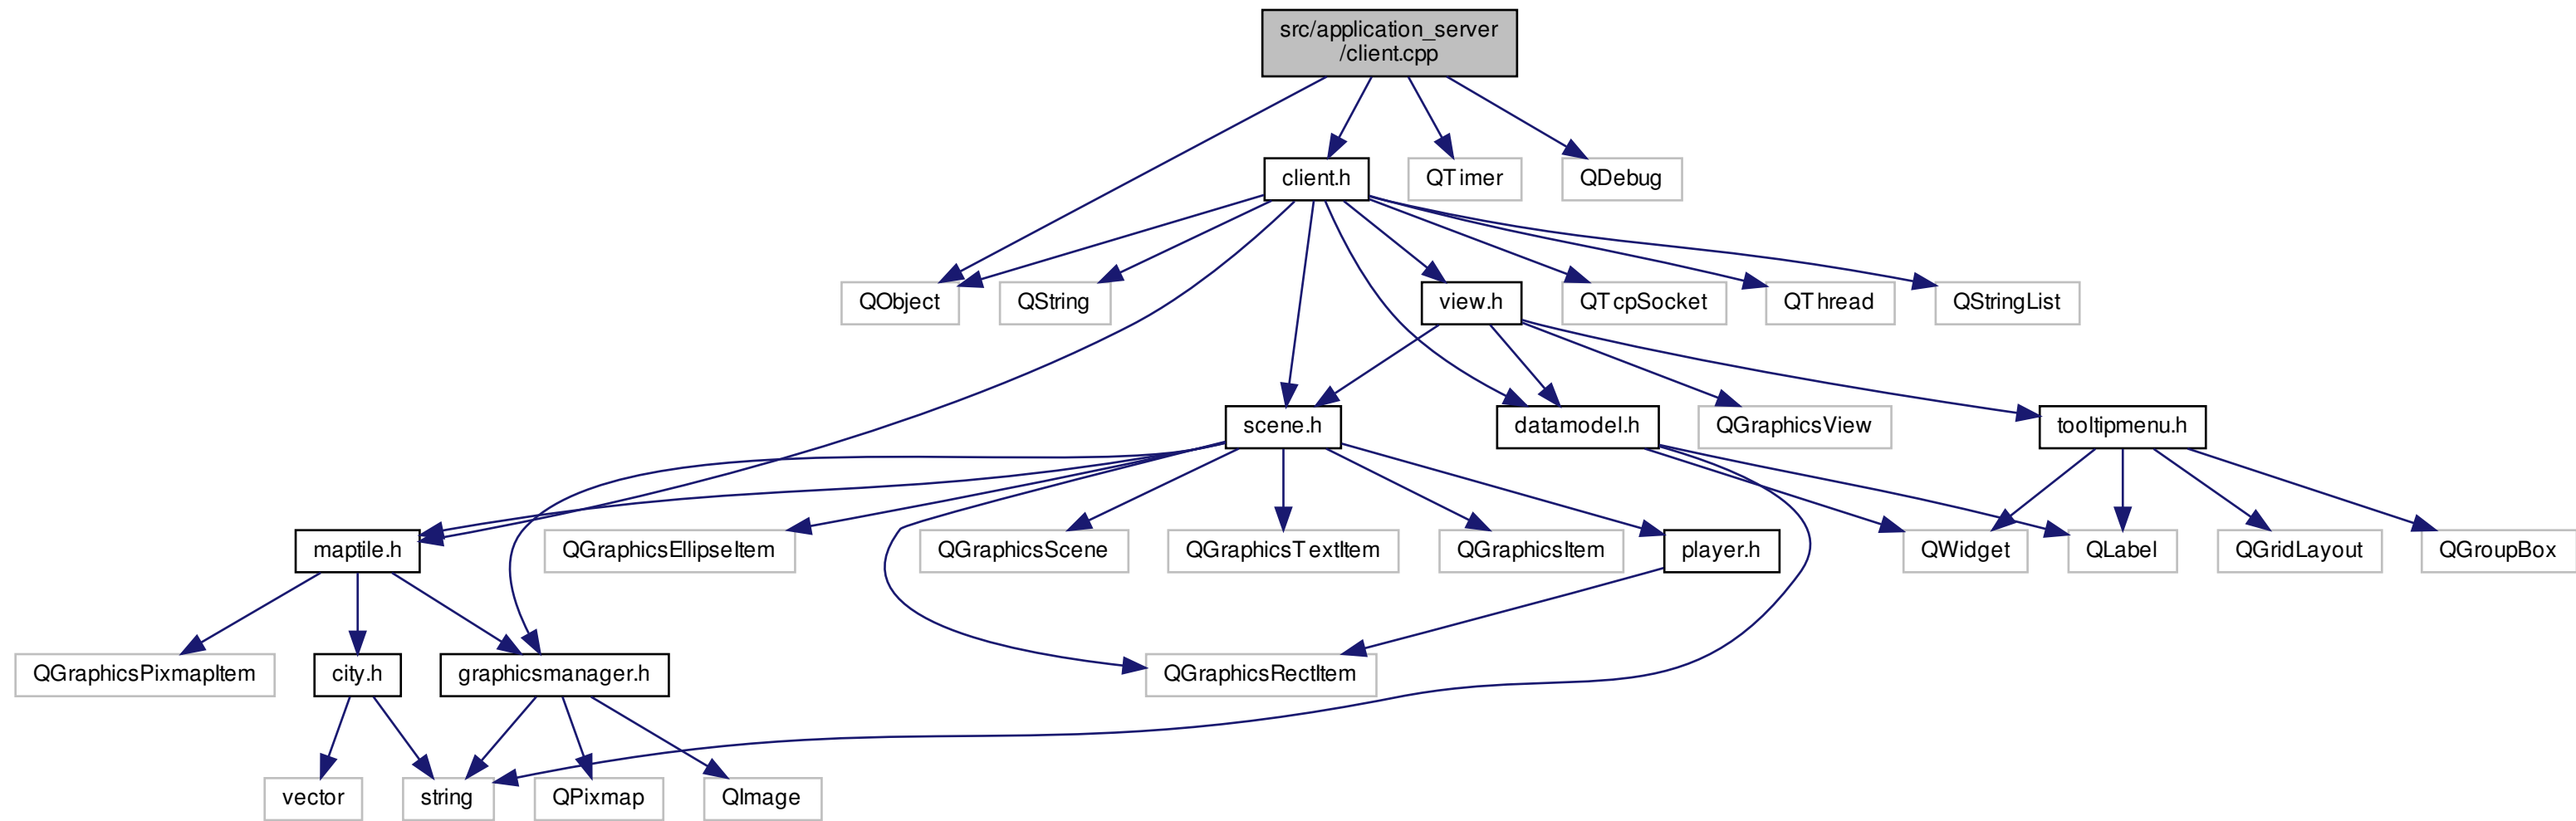 src/application_server
/client.cpp
client.h
QTimer
QDebug
QObject
QString
view.h
QTcpSocket
QThread
QStringList
scene.h
datamodel.h
QGraphicsView
tooltipmenu.h
maptile.h
QGraphicsEllipseItem
QGraphicsScene
QGraphicsTextItem
QGraphicsItem
player.h
QWidget
QLabel
QGridLayout
QGroupBox
QGraphicsPixmapItem
city.h
graphicsmanager.h
QGraphicsRectItem
vector
string
QPixmap
QImage